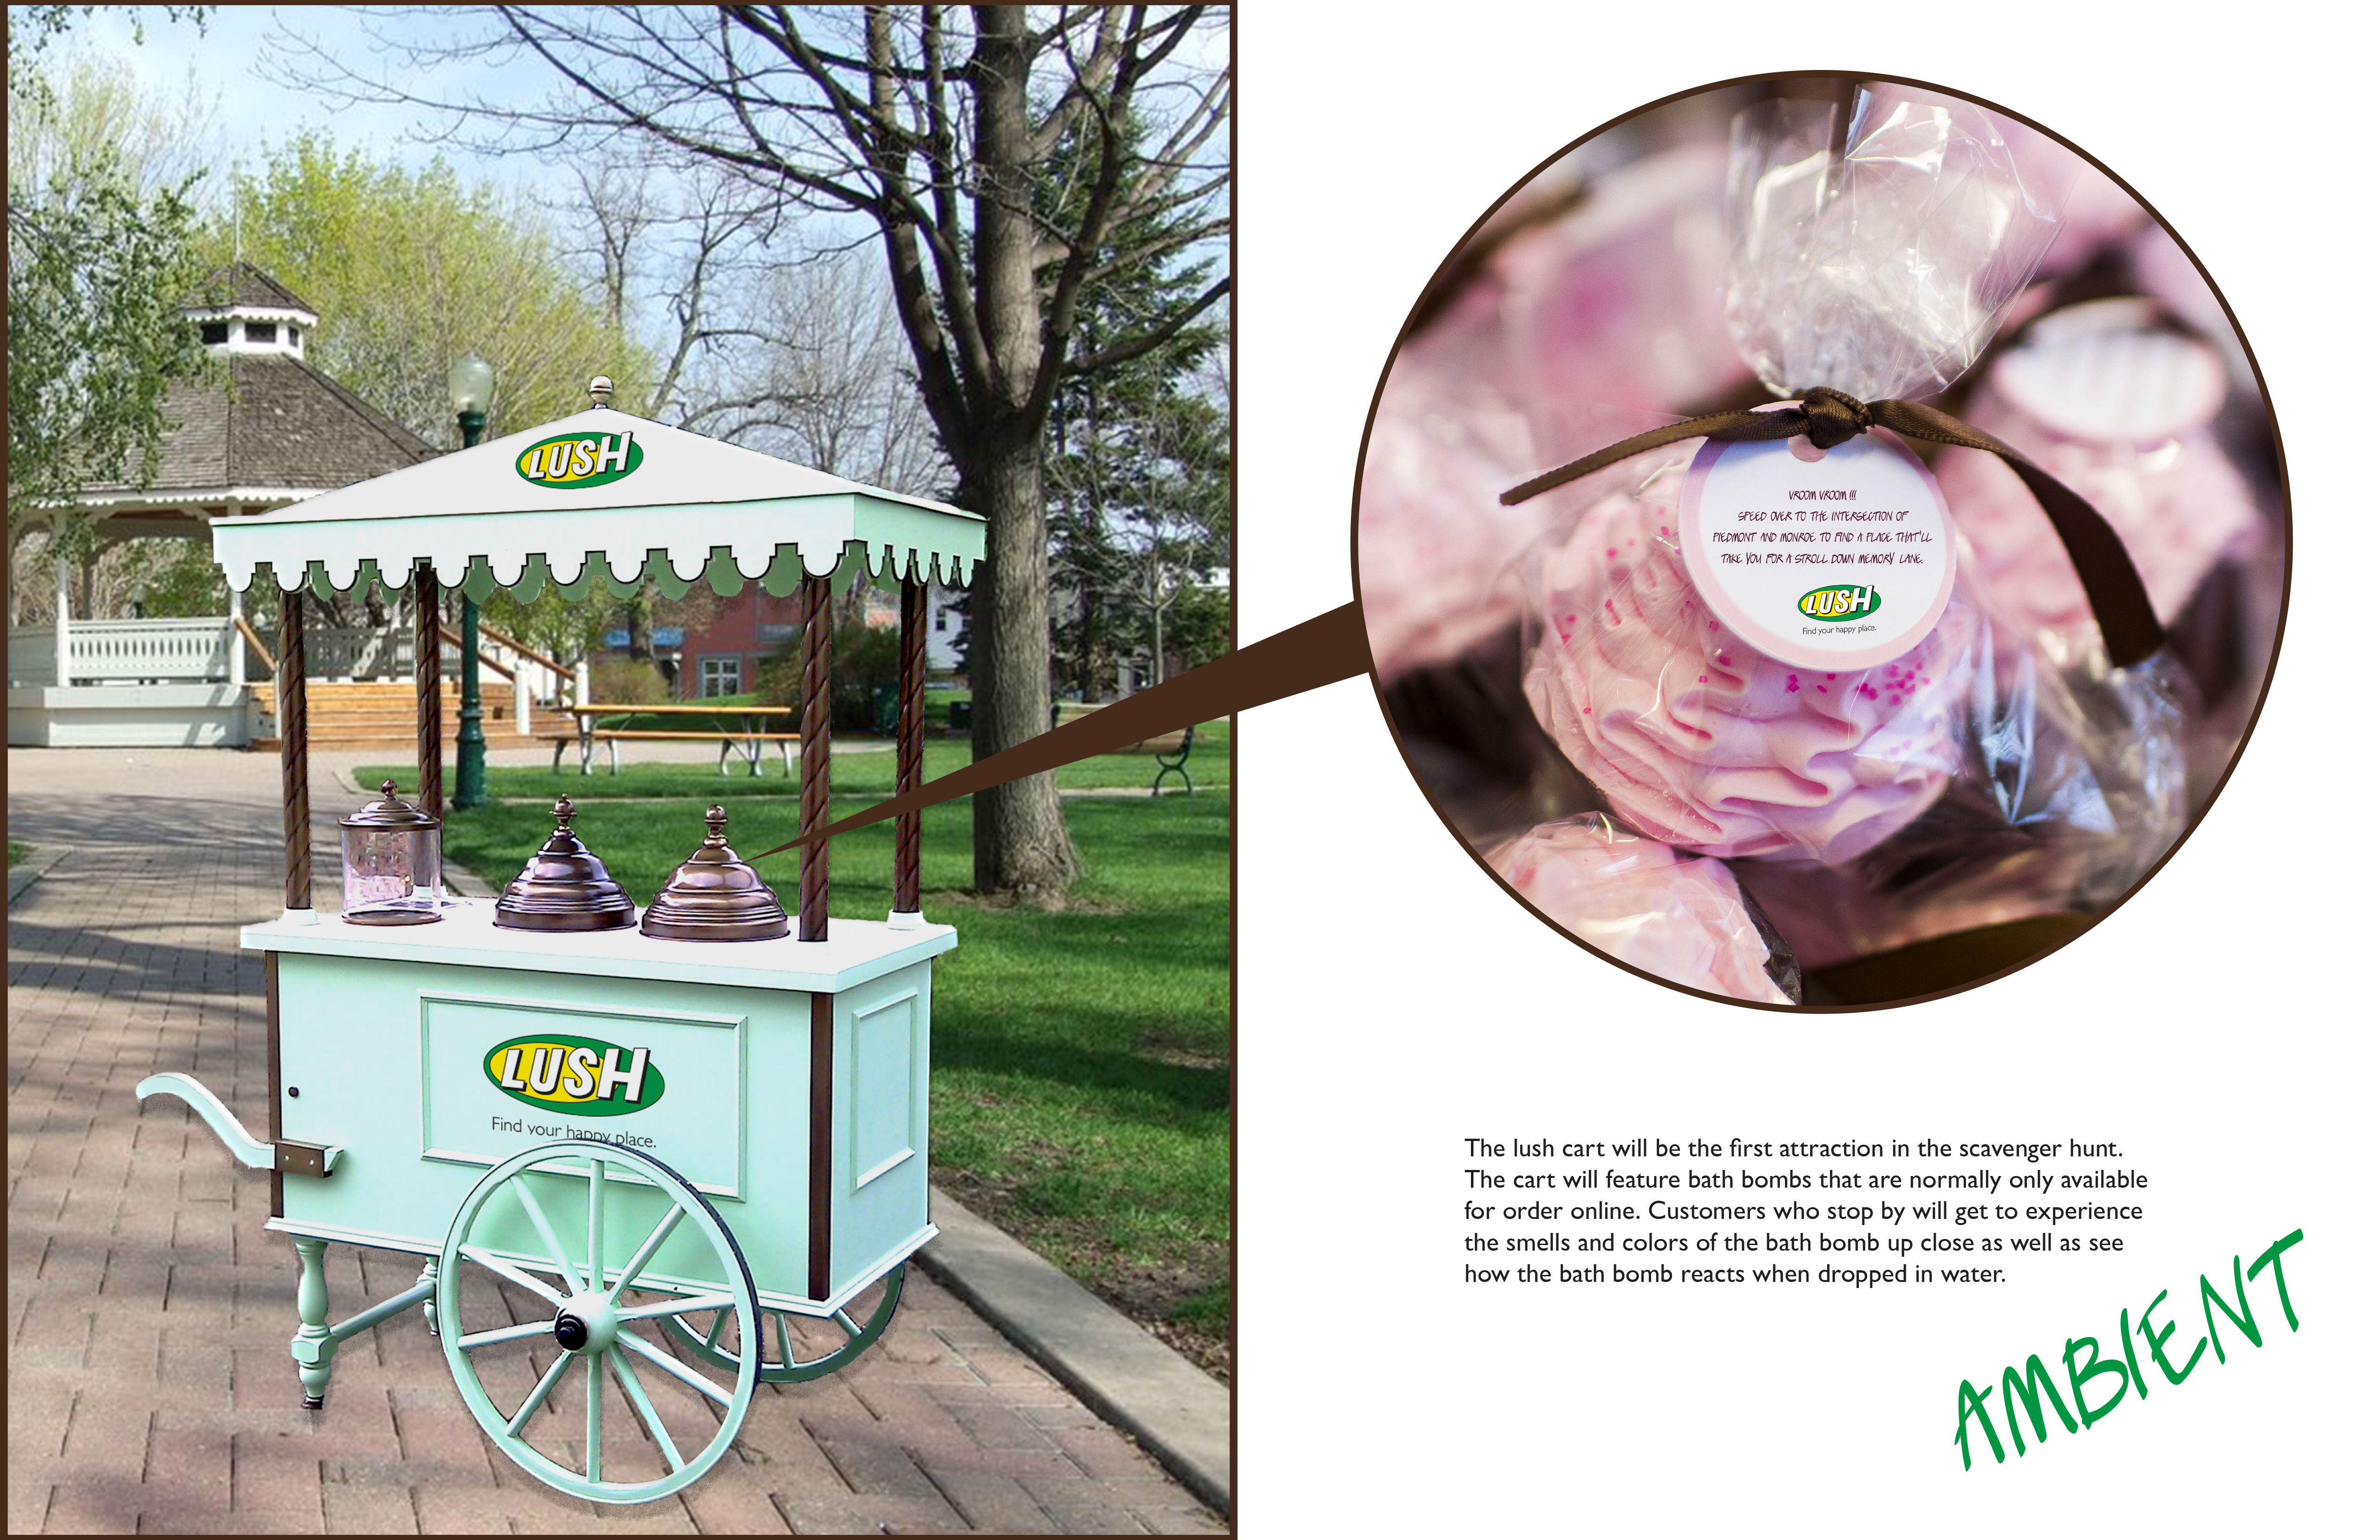 LUSH
LUSH
Find your happy place.
VROOM VROOM !!!
SPEED OVER TO THE INTERSECTION OF
PIEDMONT AND MONROE TO FIND A PLACE THAT'LL
TAKE YOU FOR A STROLL DOWN MEMORY LANE.
LUSH
Find your happy place.
The lush cart will be the first attraction in the scavenger hunt.
The cart will feature bath bombs that are normally only available
for order online. Customers who stop by will get to experience
the smells and colors of the bath bomb up close as well as see
how the bath bomb reacts when dropped in water.
AMBIENT